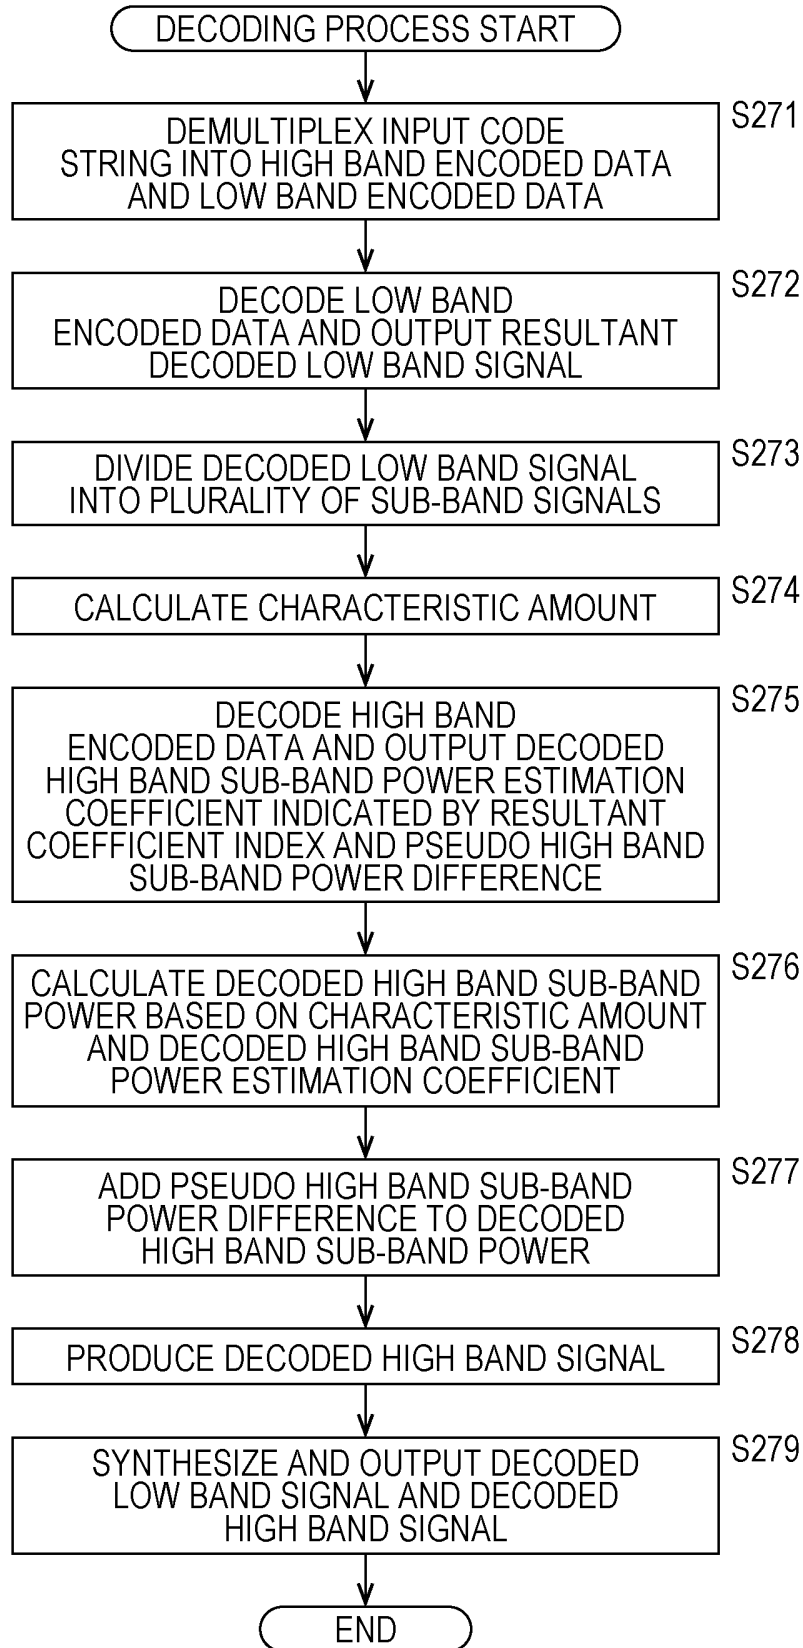 DECODING PROCESS START
S271
DEMULTIPLEX INPUT CODE
STRING INTO HIGH BAND ENCODED DATA
AND LOW BAND ENCODED DATA
S272
DECODE LOW BAND
ENCODED DATA AND OUTPUT RESULTANT
DECODED LOW BAND SIGNAL
S273
DIVIDE DECODED LOW BAND SIGNAL
INTO PLURALITY OF SUB-BAND SIGNALS
S274
CALCULATE CHARACTERISTIC AMOUNT
S275
DECODE HIGH BAND
ENCODED DATA AND OUTPUT DECODED
HIGH BAND SUB-BAND POWER ESTIMATION
COEFFICIENT INDICATED BY RESULTANT
COEFFICIENT INDEX AND PSEUDO HIGH BAND
SUB-BAND POWER DIFFERENCE
S276
CALCULATE DECODED HIGH BAND SUB-BAND
POWER BASED ON CHARACTERISTIC AMOUNT
AND DECODED HIGH BAND SUB-BAND
POWER ESTIMATION COEFFICIENT
S277
ADD PSEUDO HIGH BAND SUB-BAND
POWER DIFFERENCE TO DECODED
HIGH BAND SUB-BAND POWER
S278
PRODUCE DECODED HIGH BAND SIGNAL
S279
SYNTHESIZE AND OUTPUT DECODED
LOW BAND SIGNAL AND DECODED
HIGH BAND SIGNAL
END